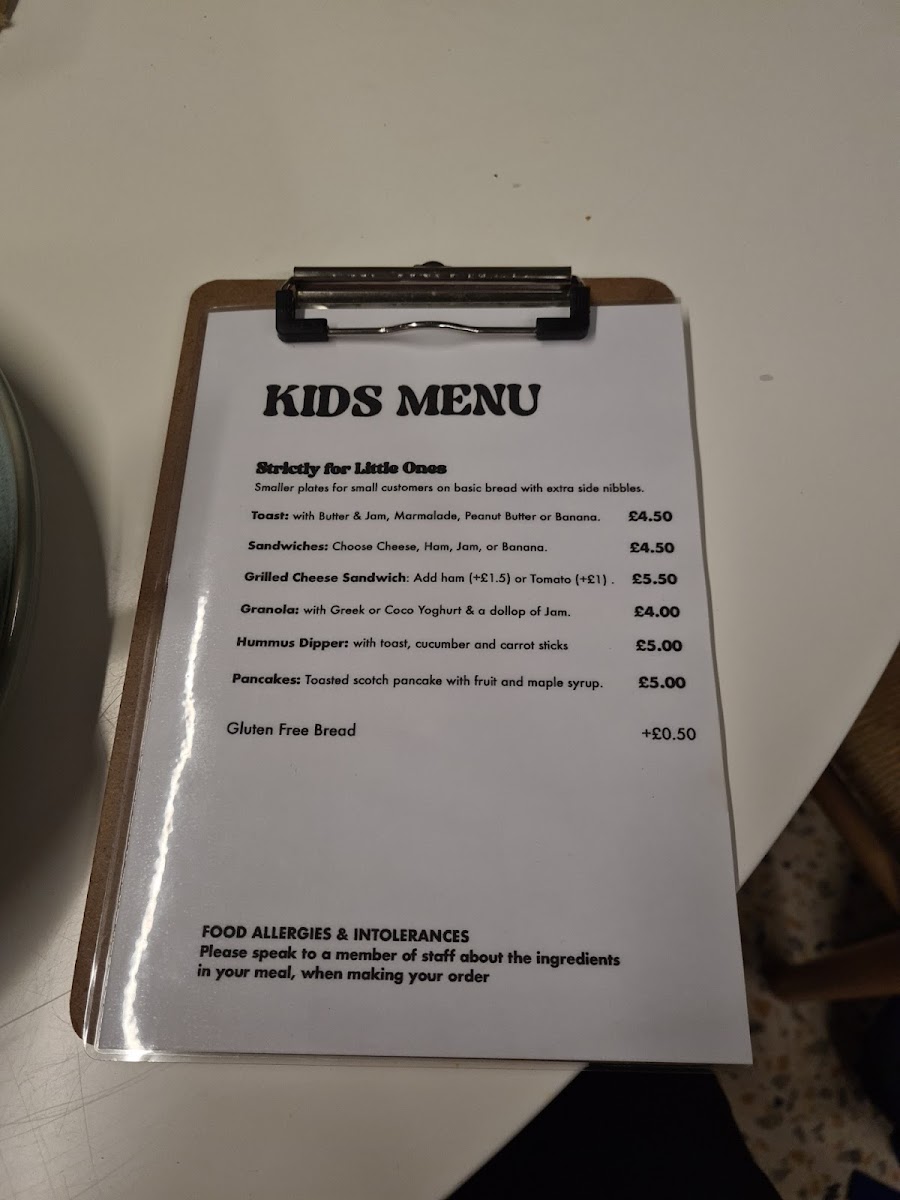 KIDS MENU
Strictly for Little Ones
Smaller plates for small customers on basic bread with extra side nibbles.
Toast: with Butter & Jam, Marmalade, Peanut Butter or Banana. £4.50
Sandwiches: Choose Cheese, Ham, Jam, or Banana. £4.50
Grilled Cheese Sandwich: Add ham (+£1.5) or Tomato (+£1) . £5.50
Granola: with Greek or Coco Yoghurt & a dollop of Jam. £4.00
Hummus Dipper: with toast, cucumber and carrot sticks £5.00
Pancakes: Toasted scotch pancake with fruit and maple syrup. £5.00
Gluten Free Bread +£0.50
FOOD ALLERGIES & INTOLERANCES
Please speak to a member of staff about the ingredients
in your meal, when making your order